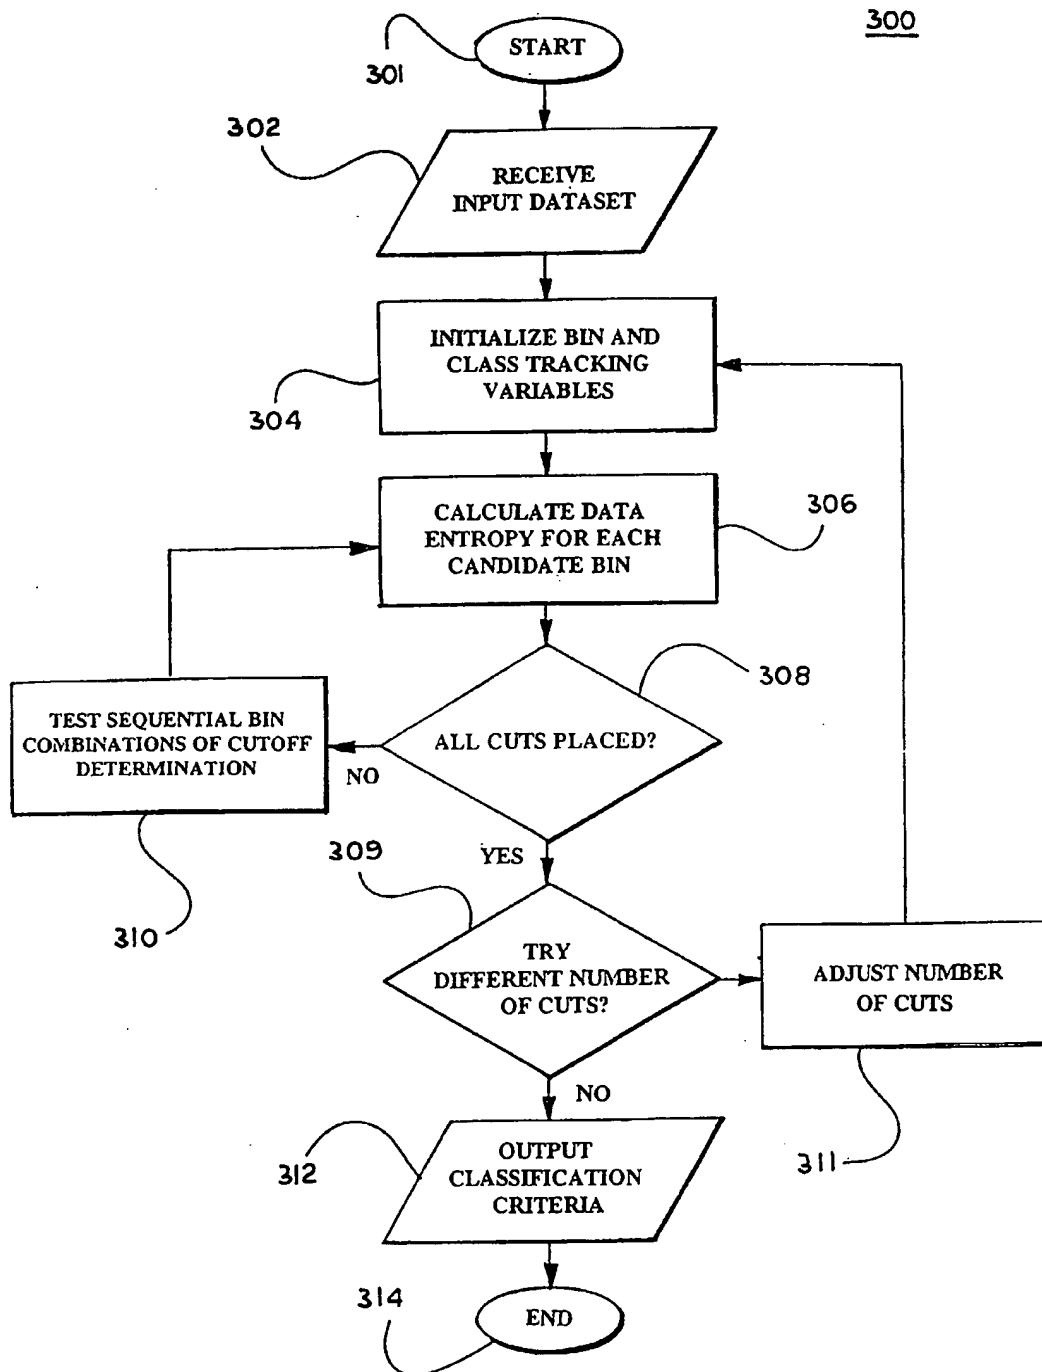 300
START
301
302
RECEIVE
INPUT DATASET
INITIALIZE BIN AND
CLASS TRACKING
VARIABLES
304
CALCULATE DATA
ENTROPY FOR EACH
CANDIDATE BIN
306
308
ALL CUTS PLACED?
TEST SEQUENTIAL BIN
COMBINATIONS OF CUTOFF
DETERMINATION
NO
310
YES
309
TRY
DIFFERENT NUMBER
OF CUTS?
ADJUST NUMBER
OF CUTS
311
NO
312
OUTPUT
CLASSIFICATION
CRITERIA
END
314